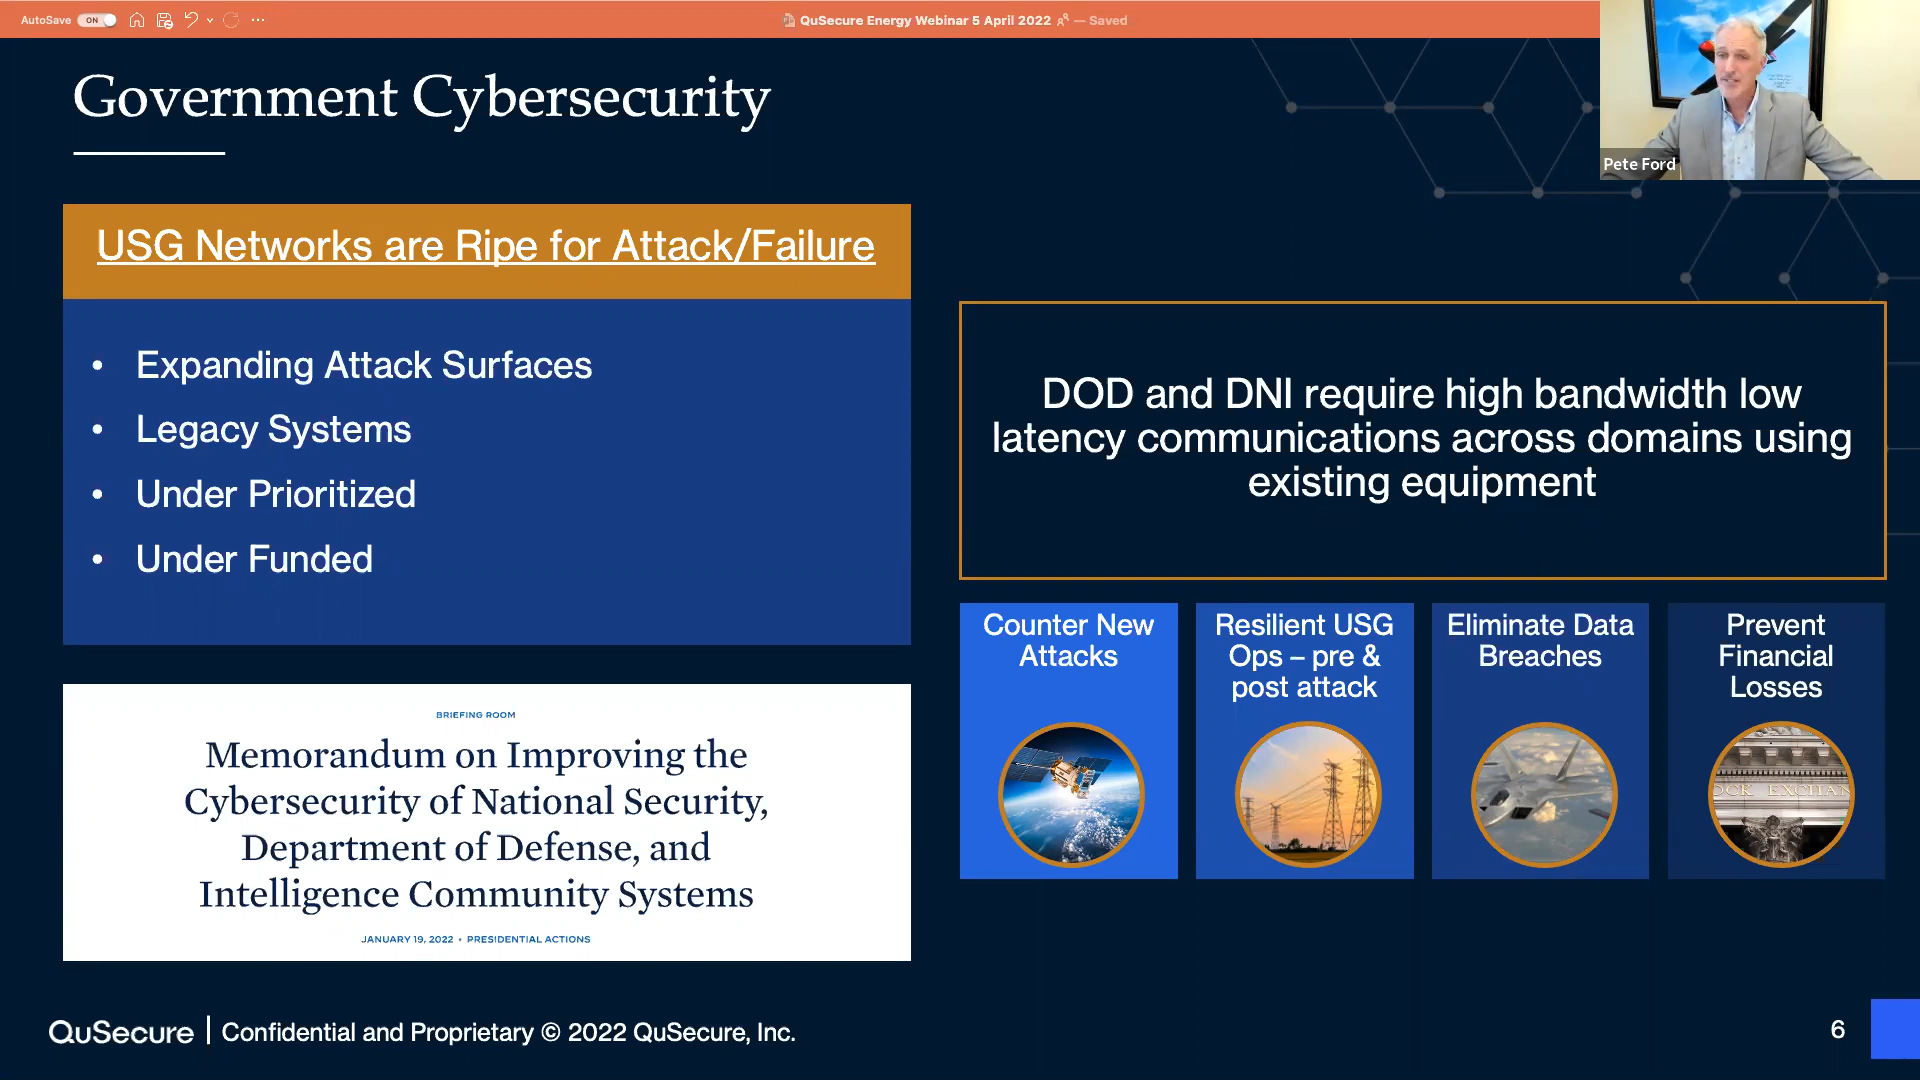 AutoSave ON
QuSecure Energy Webinar 5 April 2022 — Saved
Pete Ford
Government Cybersecurity
USG Networks are Ripe for Attack/Failure
• Expanding Attack Surfaces
• Legacy Systems
• Under Prioritized
• Under Funded
BRIEFING ROOM
Memorandum on Improving the
Cybersecurity of National Security,
Department of Defense, and
Intelligence Community Systems
JANUARY 19, 2022 • PRESIDENTIAL ACTIONS
DOD and DNI require high bandwidth low
latency communications across domains using
existing equipment
Counter New
Attacks
Resilient USG
Ops – pre &
post attack
Eliminate Data
Breaches
Prevent
Financial
Losses
OCK EXCHAN
QuSecure | Confidential and Proprietary © 2022 QuSecure, Inc.
6